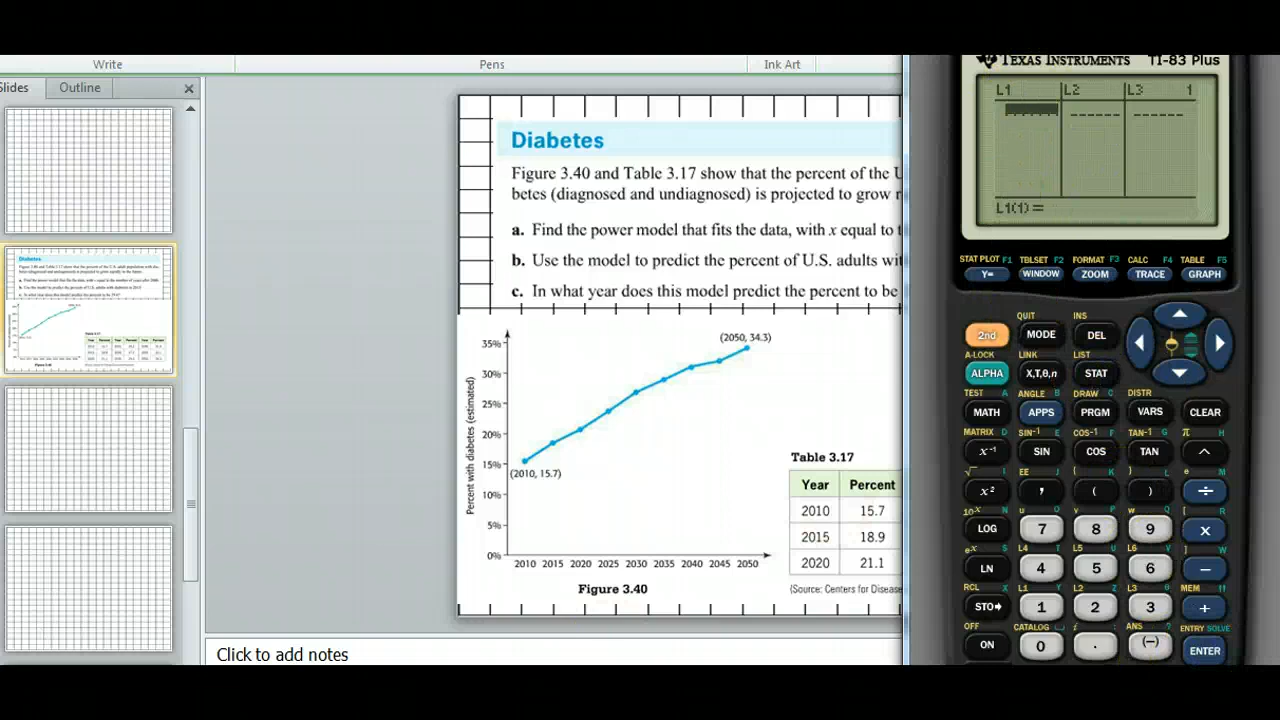 Write
Pens
Ink Art
Slides
Outline
Diabetes
Figure 3.40 and Table 3.17 show that the percent of the U
betes (diagnosed and undiagnosed) is projected to grow r
a. Find the power model that fits the data, with x equal to t
b. Use the model to predict the percent of U.S. adults wit
c. In what year does this model predict the percent to be
Percent with diabetes (estimated)
35%
30%
25%
20%
15%
10%
5%
0%
(2050, 34.3)
(2010, 15.7)
2010 2015 2020 2025 2030 2035 2040 2045 2050
Figure 3.40
Table 3.17
Year Percent
2010 15.7
2015 18.9
2020 21.1
(Source: Centers for Disease
Click to add notes
TEXAS INSTRUMENTS TI-83 Plus
L1 L2 L3 1
L1(1) =
STAT PLOT F1 TBLSET F2 FORMAT F3 CALC F4 TABLE F5
Y= WINDOW ZOOM TRACE GRAPH
QUIT INS
2nd MODE DEL
A-LOCK LINK LIST
ALPHA X,T,θ,n STAT
TEST A ANGLE B DRAW C DISTR
MATH APPS PRGM VARS CLEAR
MATRIX D SIN-1 E COS-1 F TAN-1 G π H
x-1 SIN COS TAN ^
√ I EE J ( K ) L e M
x2 , ( ) ÷
10x N u O v P w Q [ R
LOG 7 8 9 x
ex S L4 T L5 U L6 V ] W
LN 4 5 6 −
RCL X L1 Y L2 Z L3 θ MEM "
STO➔ 1 2 3 +
OFF CATALOG i : ANS ? ENTRY SOLVE
ON 0 . (−) ENTER